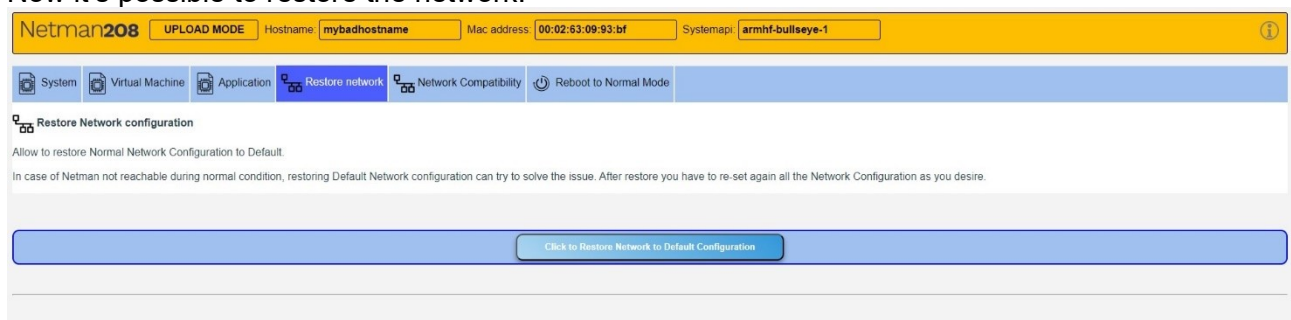 Now it's possible to restore the network.
Netman208 UPLOAD MODE Hostname: mybadhostname Mac address: 00:02:63:09:93:bf Systemapi: armhf-bullseye-1
System Virtual Machine Application Restore network Network Compatibility Reboot to Normal Mode
Restore Network configuration
Allow to restore Normal Network Configuration to Default.
In case of Netman not reachable during normal condition, restoring Default Network configuration can try to solve the issue. After restore you have to re-set again all the Network Configuration as you desire.
Click to Restore Network to Default Configuration